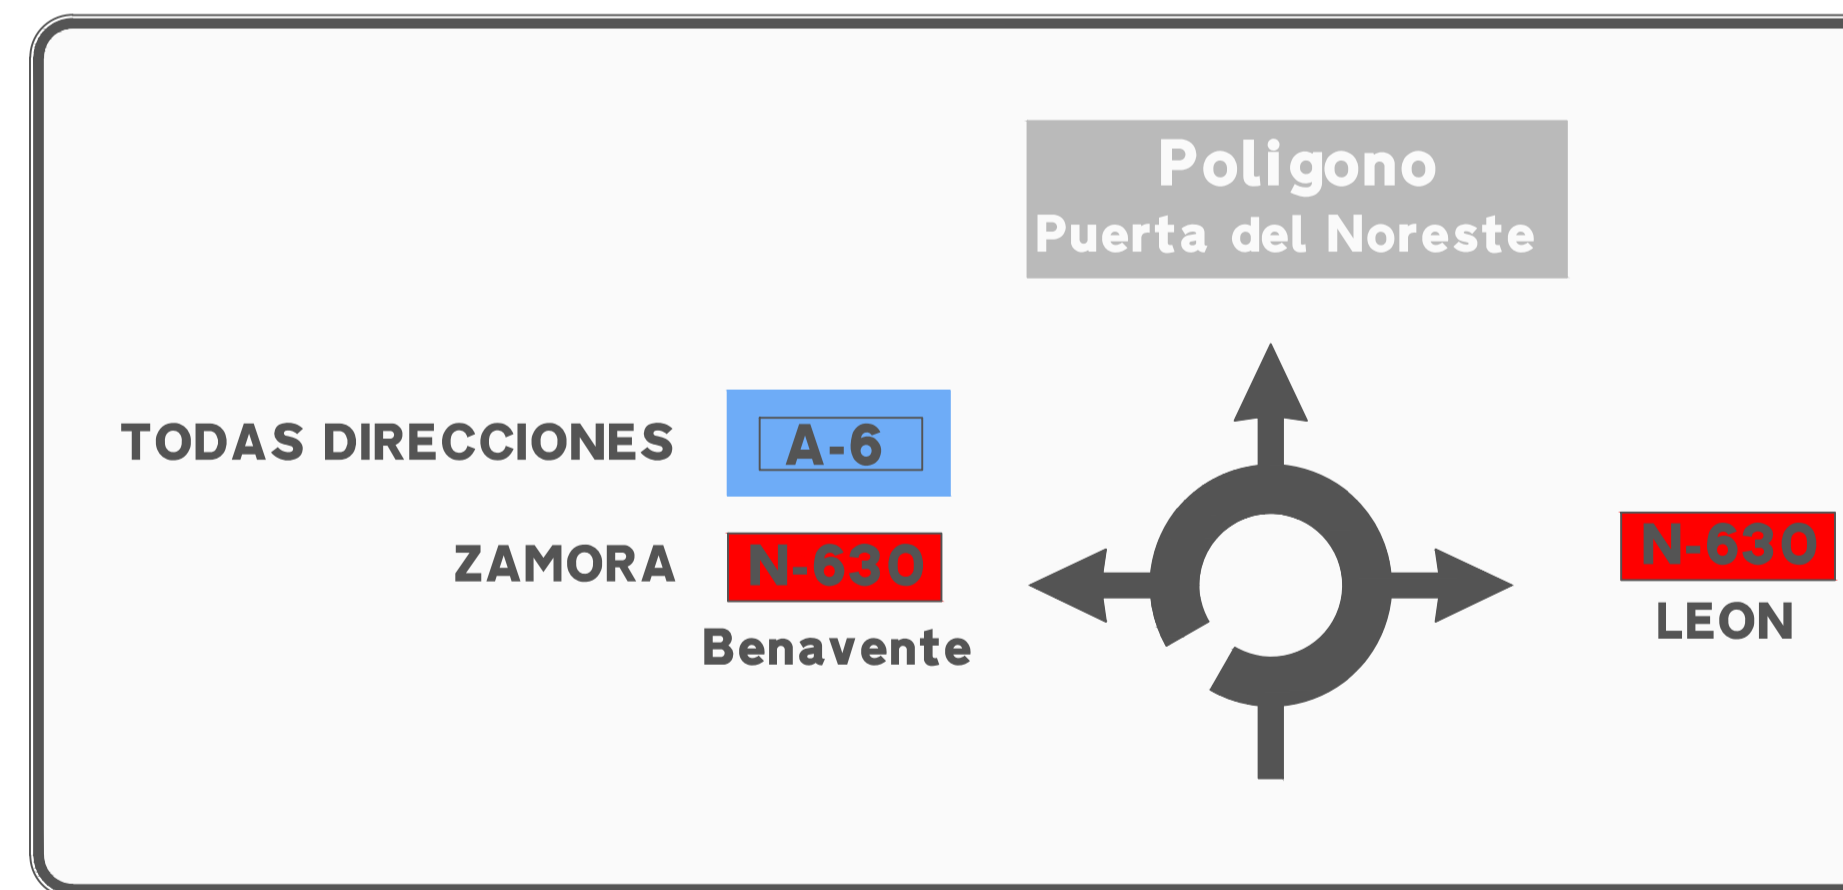 Poligono
Puerta del Noreste
TODAS DIRECCIONES A-6
ZAMORA N-630
Benavente
N-630
LEON